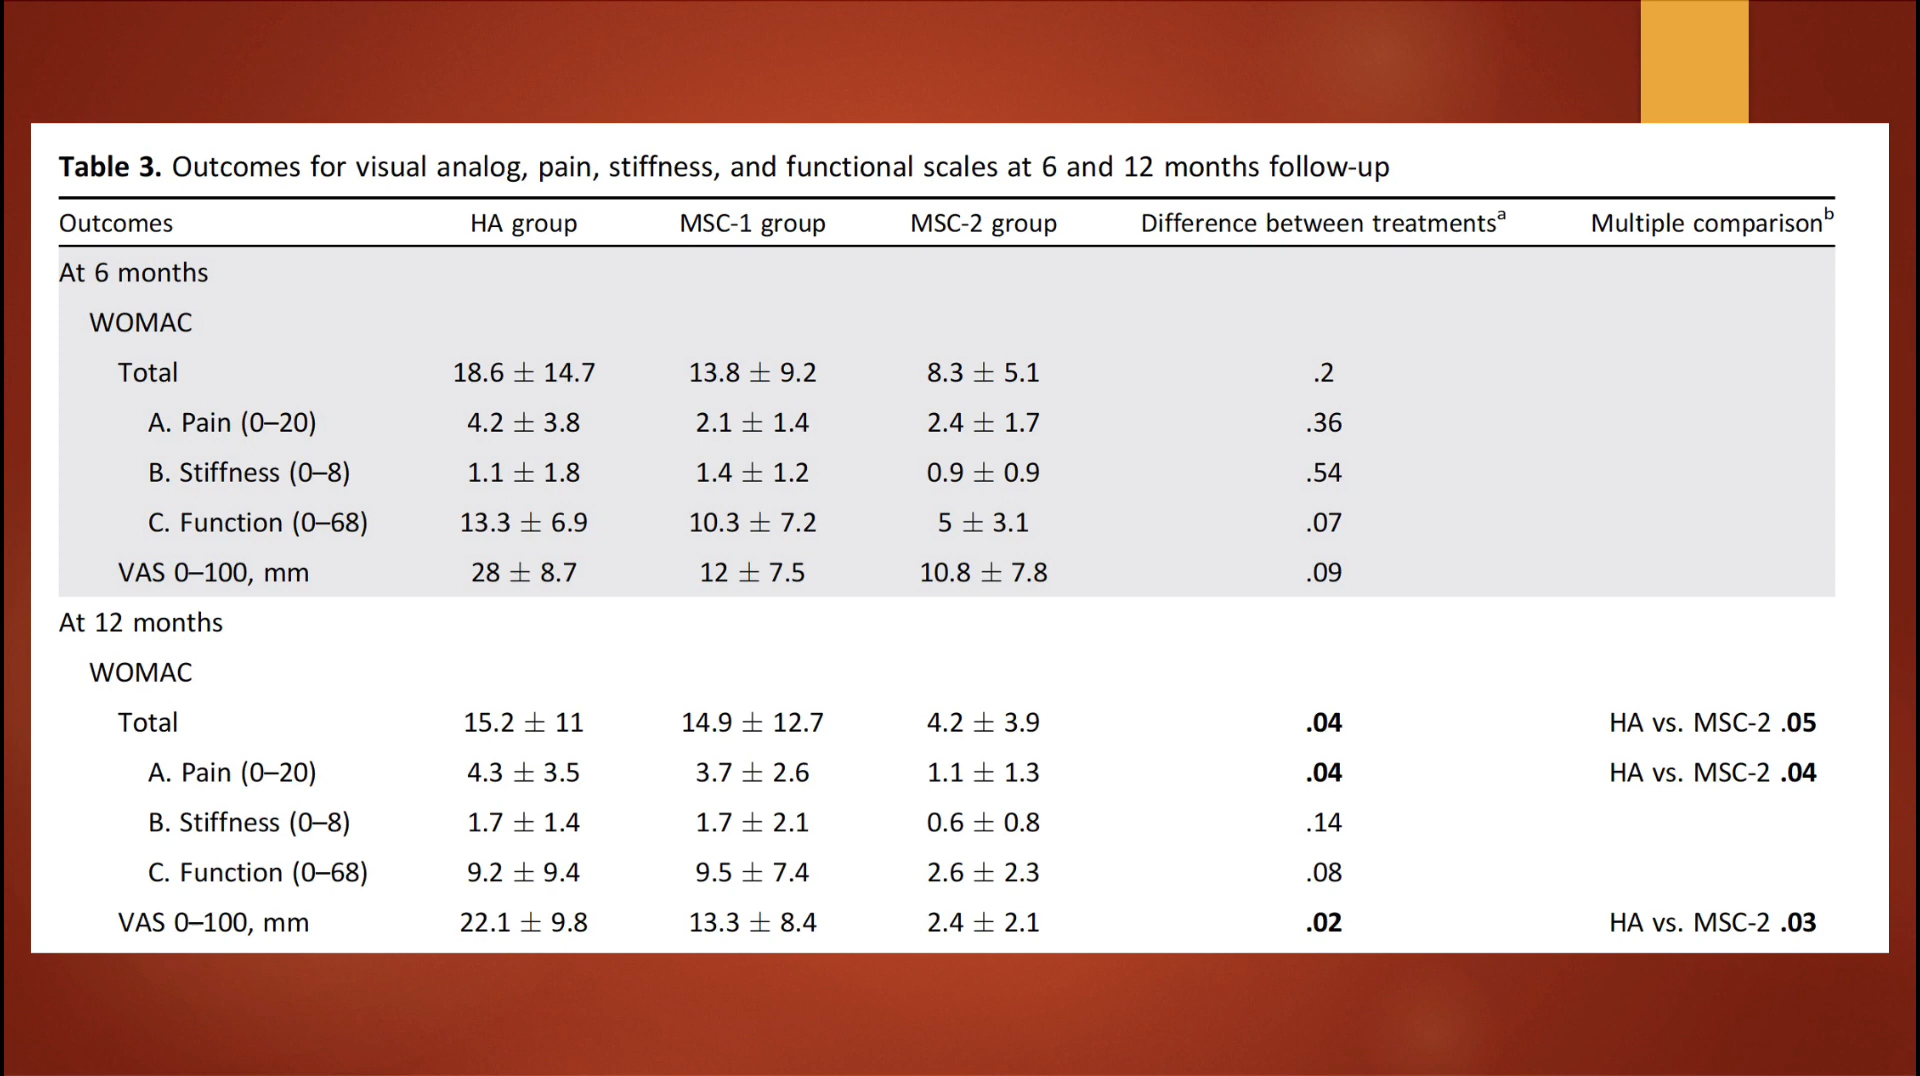 Table 3. Outcomes for visual analog, pain, stiffness, and functional scales at 6 and 12 months follow-up
Outcomes HA group MSC-1 group MSC-2 group Difference between treatmentsᵃ Multiple comparisonᵇ
At 6 months
WOMAC
Total 18.6 ± 14.7 13.8 ± 9.2 8.3 ± 5.1 .2
A. Pain (0–20) 4.2 ± 3.8 2.1 ± 1.4 2.4 ± 1.7 .36
B. Stiffness (0–8) 1.1 ± 1.8 1.4 ± 1.2 0.9 ± 0.9 .54
C. Function (0–68) 13.3 ± 6.9 10.3 ± 7.2 5 ± 3.1 .07
VAS 0–100, mm 28 ± 8.7 12 ± 7.5 10.8 ± 7.8 .09
At 12 months
WOMAC
Total 15.2 ± 11 14.9 ± 12.7 4.2 ± 3.9 .04 HA vs. MSC-2 .05
A. Pain (0–20) 4.3 ± 3.5 3.7 ± 2.6 1.1 ± 1.3 .04 HA vs. MSC-2 .04
B. Stiffness (0–8) 1.7 ± 1.4 1.7 ± 2.1 0.6 ± 0.8 .14
C. Function (0–68) 9.2 ± 9.4 9.5 ± 7.4 2.6 ± 2.3 .08
VAS 0–100, mm 22.1 ± 9.8 13.3 ± 8.4 2.4 ± 2.1 .02 HA vs. MSC-2 .03